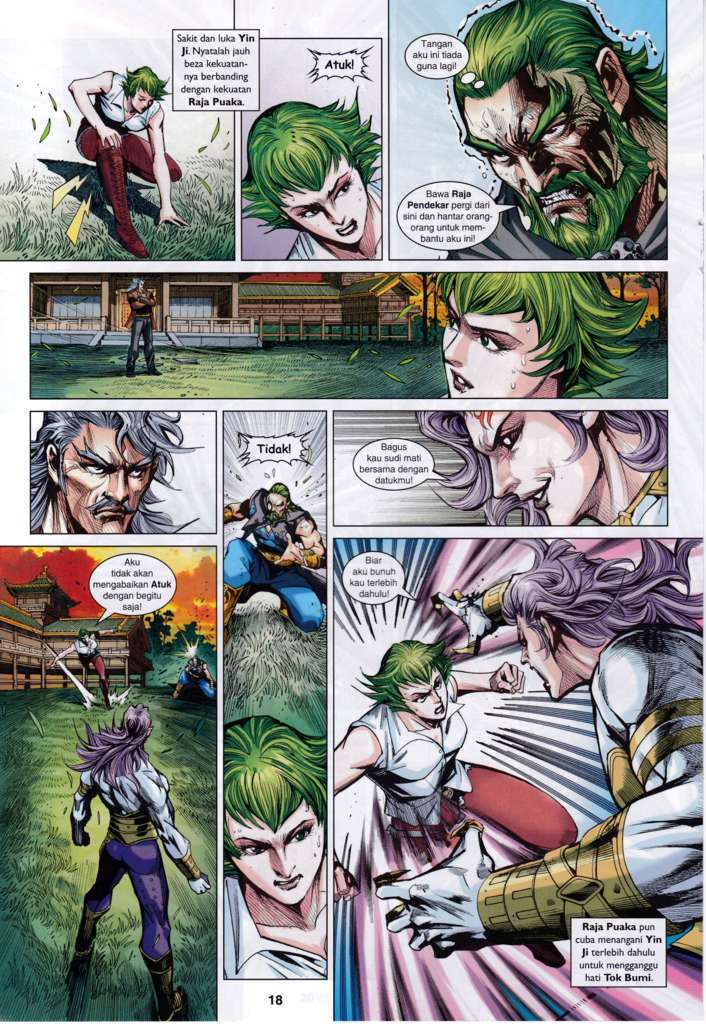 Sakit dan luka Yin
Ji. Nyatalah jauh
beza kekuatan-
nya berbanding
dengan kekuatan
Raja Puaka.
Atuk!
Tangan
aku ini tiada
guna lagi!
Bawa Raja
Pendekar pergi dari
sini dan hantar orang-
orang untuk mem-
bantu aku ini!
Tidak!
Bagus
kau sudi mati
bersama dengan
datukmu!
Aku
tidak akan
mengabaikan Atuk
dengan begitu
saja!
Biar
aku bunuh
kau terlebih
dahulu!
Raja Puaka pun
cuba menangani Yin
Ji terlebih dahulu
untuk mengganggu
hati Tok Bumi.
18